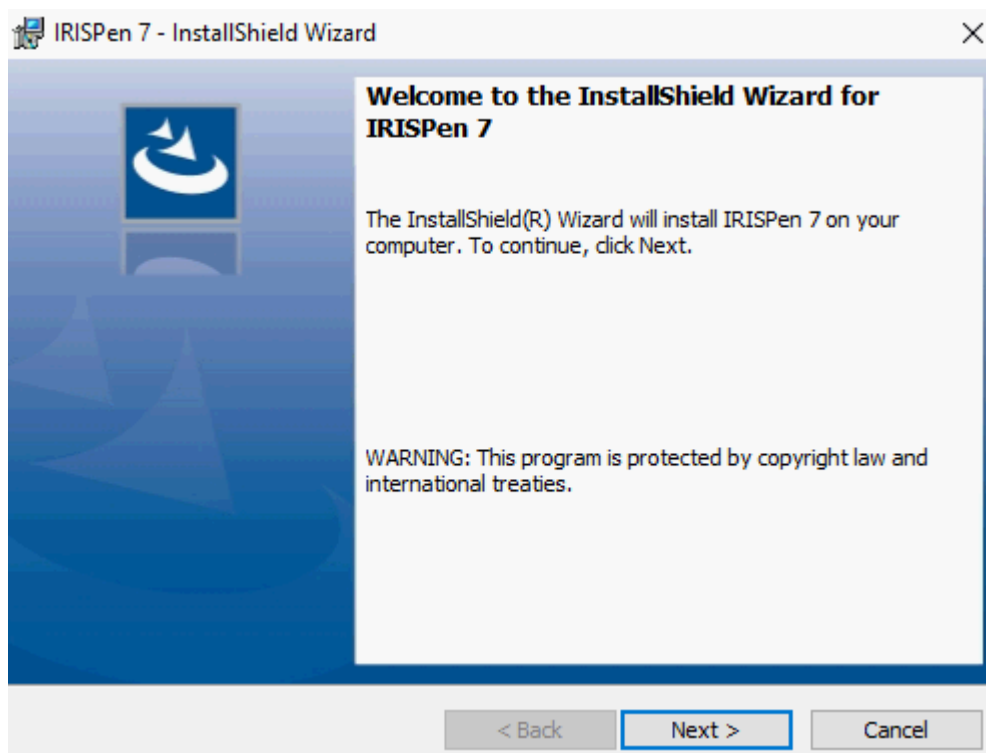 IRISPen 7 - InstallShield Wizard
Welcome to the InstallShield Wizard for
IRISPen 7
The InstallShield(R) Wizard will install IRISPen 7 on your
computer. To continue, click Next.
WARNING: This program is protected by copyright law and
international treaties.
< Back Next > Cancel